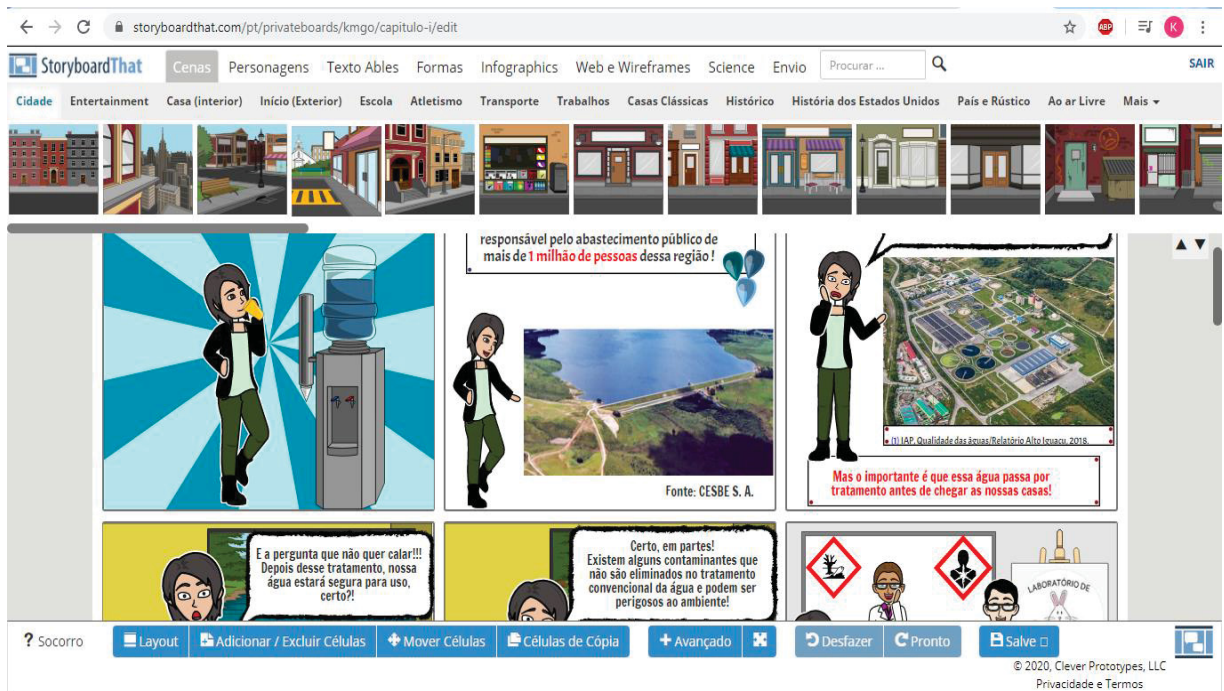 storyboardthat.com/pt/privateboards/kmgo/capitulo-i/edit
ABP
K
StoryboardThat
Cenas Personagens Texto Ables Formas Infographics Web e Wireframes Science Envio Procurar ...
SAIR
Cidade Entertainment Casa (interior) Início (Exterior) Escola Atletismo Transporte Trabalhos Casas Clássicas Histórico História dos Estados Unidos País e Rústico Ao ar Livre Mais
responsável pelo abastecimento público de
mais de 1 milhão de pessoas dessa região !
Fonte: CESBE S. A.
(1) IAP. Qualidade das águas/Relatório Alto Iguaçu, 2018.
Mas o importante é que essa água passa por
tratamento antes de chegar as nossas casas!
E a pergunta que não quer calar!!!
Depois desse tratamento, nossa
água estará segura para uso,
certo?!
Certo, em partes!
Existem alguns contaminantes que
não são eliminados no tratamento
convencional da água e podem ser
perigosos ao ambiente!
LABORATÓRIO DE
? Socorro
Layout
Adicionar / Excluir Células
Mover Células
Células de Cópia
+ Avançado
Desfazer
Pronto
Salve
© 2020, Clever Prototypes, LLC
Privacidade e Termos